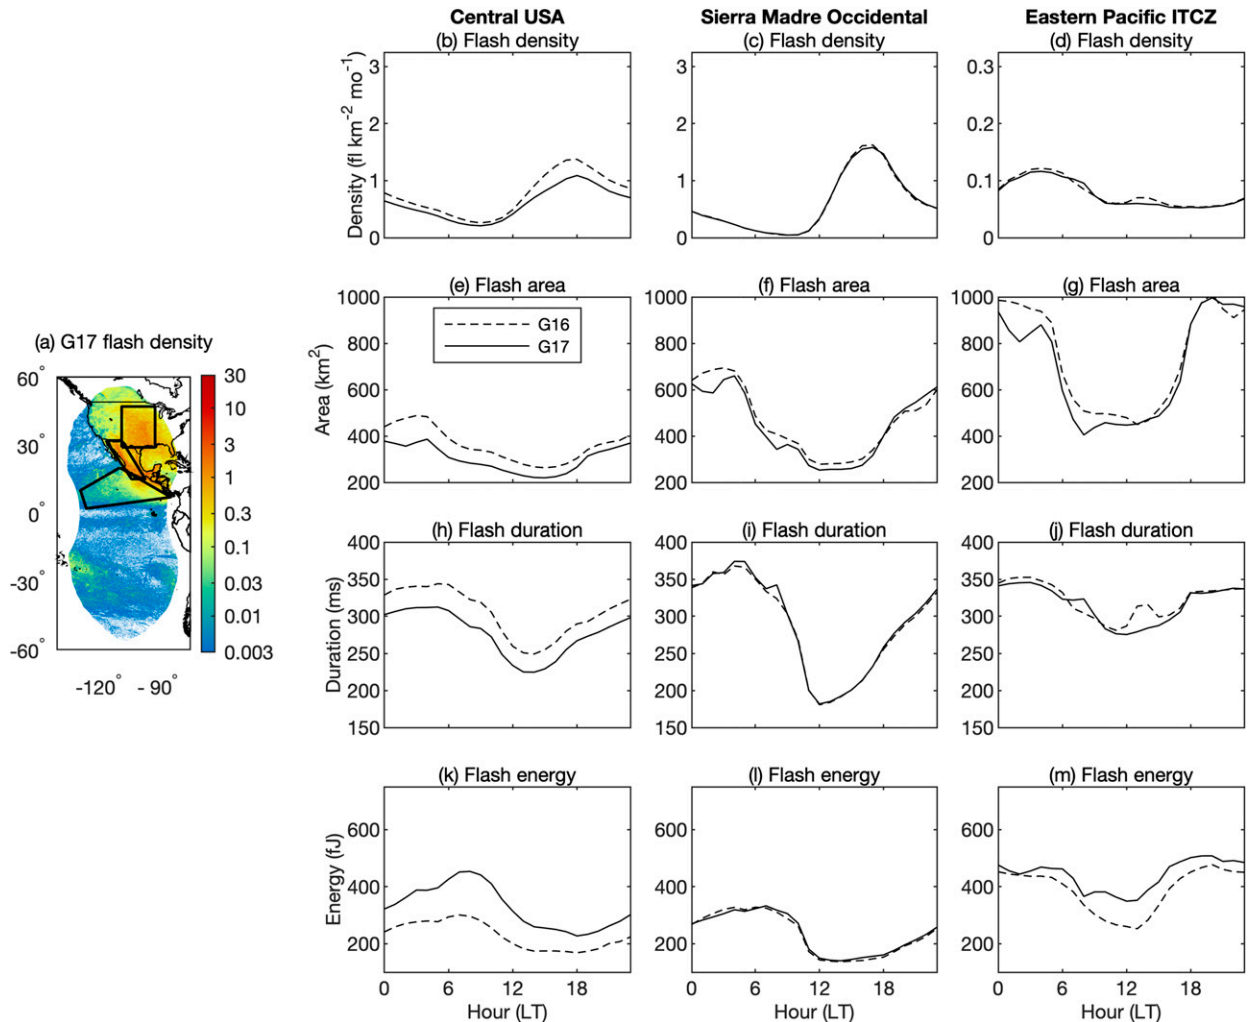 Central USA
Sierra Madre Occidental
Eastern Pacific ITCZ
(b) Flash density
(c) Flash density
(d) Flash density
Density (fl km-2 mo-1)
3
2
1
0
3
2
1
0
0.3
0.2
0.1
0
(e) Flash area
(f) Flash area
(g) Flash area
Area (km2)
1000
800
600
400
200
G16
G17
1000
800
600
400
200
1000
800
600
400
200
(a) G17 flash density
60°
30°
0°
-30°
-60°
-120° - 90°
30
10
3
1
0.3
0.1
0.03
0.01
0.003
(h) Flash duration
(i) Flash duration
(j) Flash duration
Duration (ms)
400
350
300
250
200
150
400
350
300
250
200
150
400
350
300
250
200
150
(k) Flash energy
(l) Flash energy
(m) Flash energy
Energy (fJ)
600
400
200
600
400
200
600
400
200
0 6 12 18
0 6 12 18
0 6 12 18
Hour (LT)
Hour (LT)
Hour (LT)